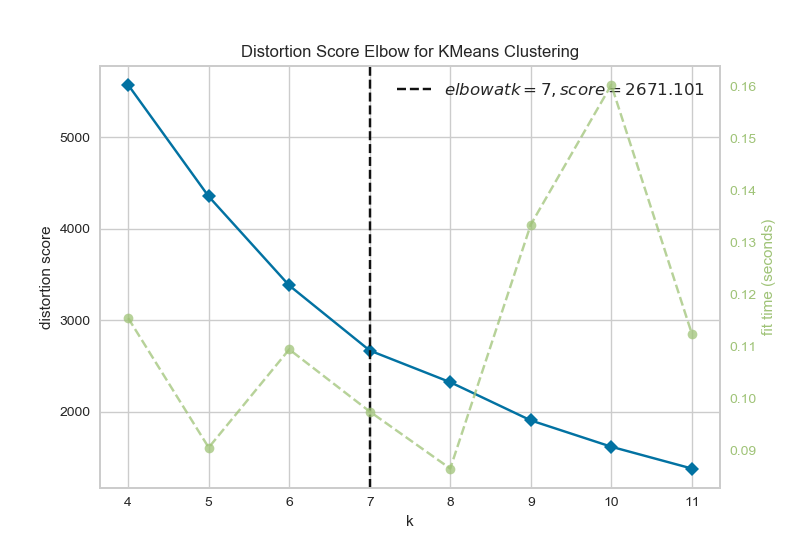 Distortion Score Elbow for KMeans Clustering
elbowatk = 7, score = 2671.101
distortion score
5000
4000
3000
2000
4 5 6 7 8 9 10 11
k
0.16
0.15
0.14
0.13
0.12
0.11
0.10
0.09
fit time (seconds)